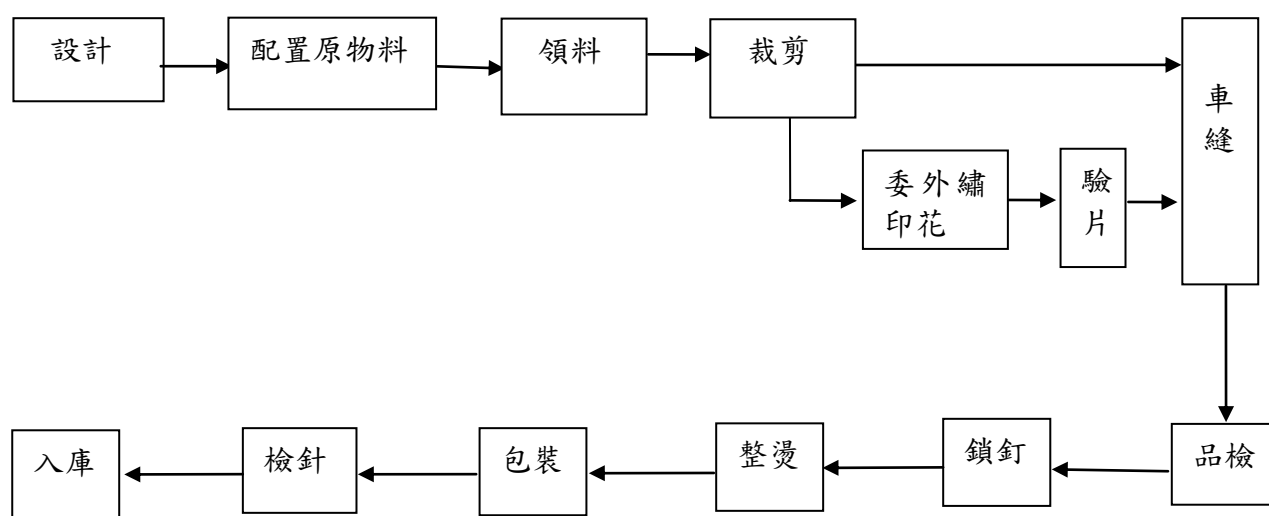 設計
配置原物料
領料
裁剪
車
縫
委外繡
印花
驗
片
品檢
鎖釘
整燙
包裝
檢針
入庫